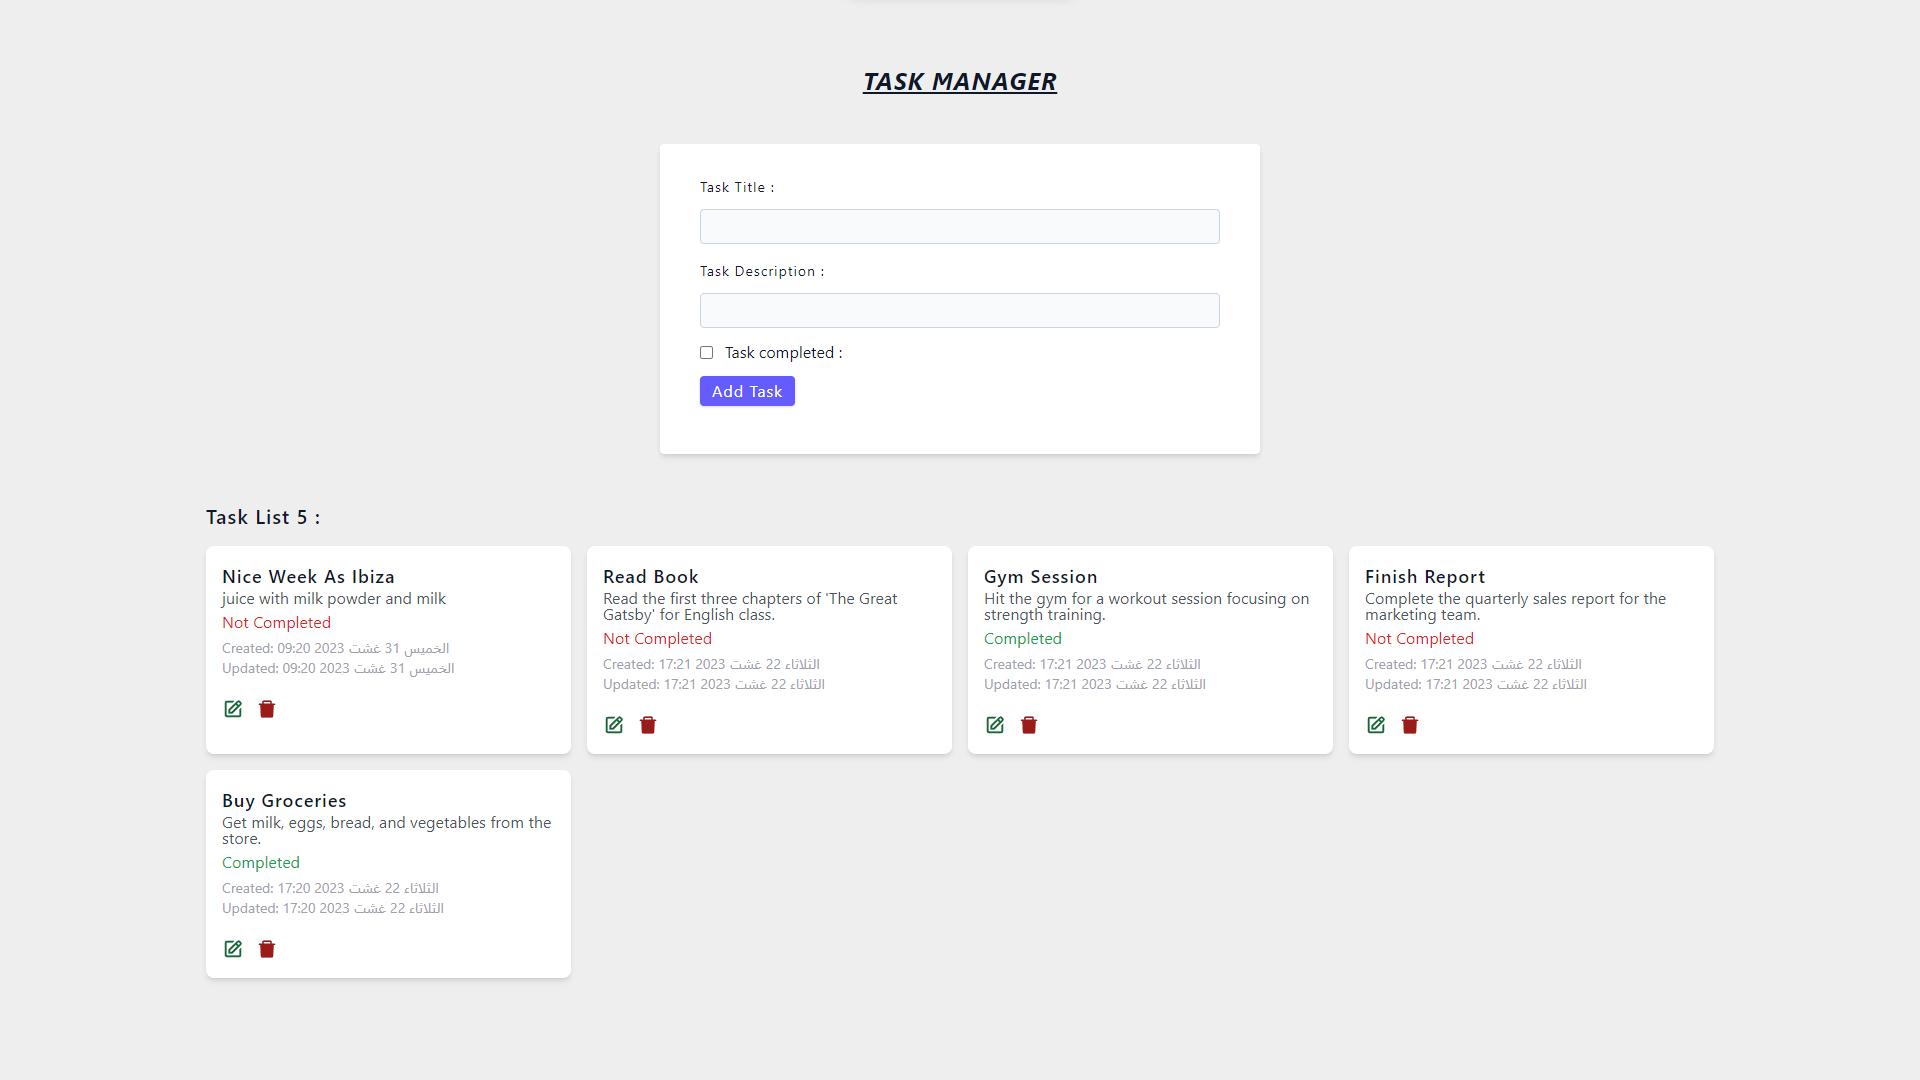 TASK MANAGER
Task Title :
Task Description :
Task completed :
Add Task
Task List 5 :
Nice Week As Ibiza
juice with milk powder and milk
Not Completed
Created: 09:20 2023 الخميس 31 غشت
Updated: 09:20 2023 الخميس 31 غشت
Read Book
Read the first three chapters of 'The Great
Gatsby' for English class.
Not Completed
Created: 17:21 2023 الثلاثاء 22 غشت
Updated: 17:21 2023 الثلاثاء 22 غشت
Gym Session
Hit the gym for a workout session focusing on
strength training.
Completed
Created: 17:21 2023 الثلاثاء 22 غشت
Updated: 17:21 2023 الثلاثاء 22 غشت
Finish Report
Complete the quarterly sales report for the
marketing team.
Not Completed
Created: 17:21 2023 الثلاثاء 22 غشت
Updated: 17:21 2023 الثلاثاء 22 غشت
Buy Groceries
Get milk, eggs, bread, and vegetables from the
store.
Completed
Created: 17:20 2023 الثلاثاء 22 غشت
Updated: 17:20 2023 الثلاثاء 22 غشت